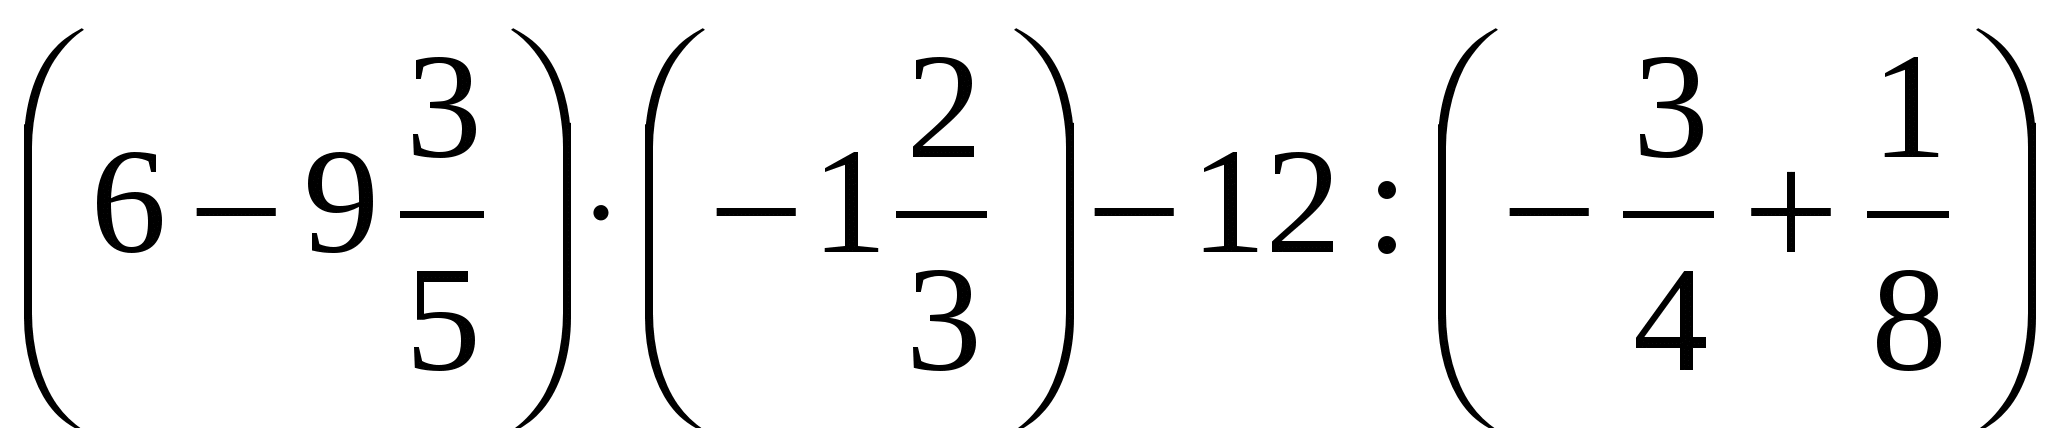 (6 − 9 3/5) · (−1 2/3) − 12 : (−3/4 + 1/8)